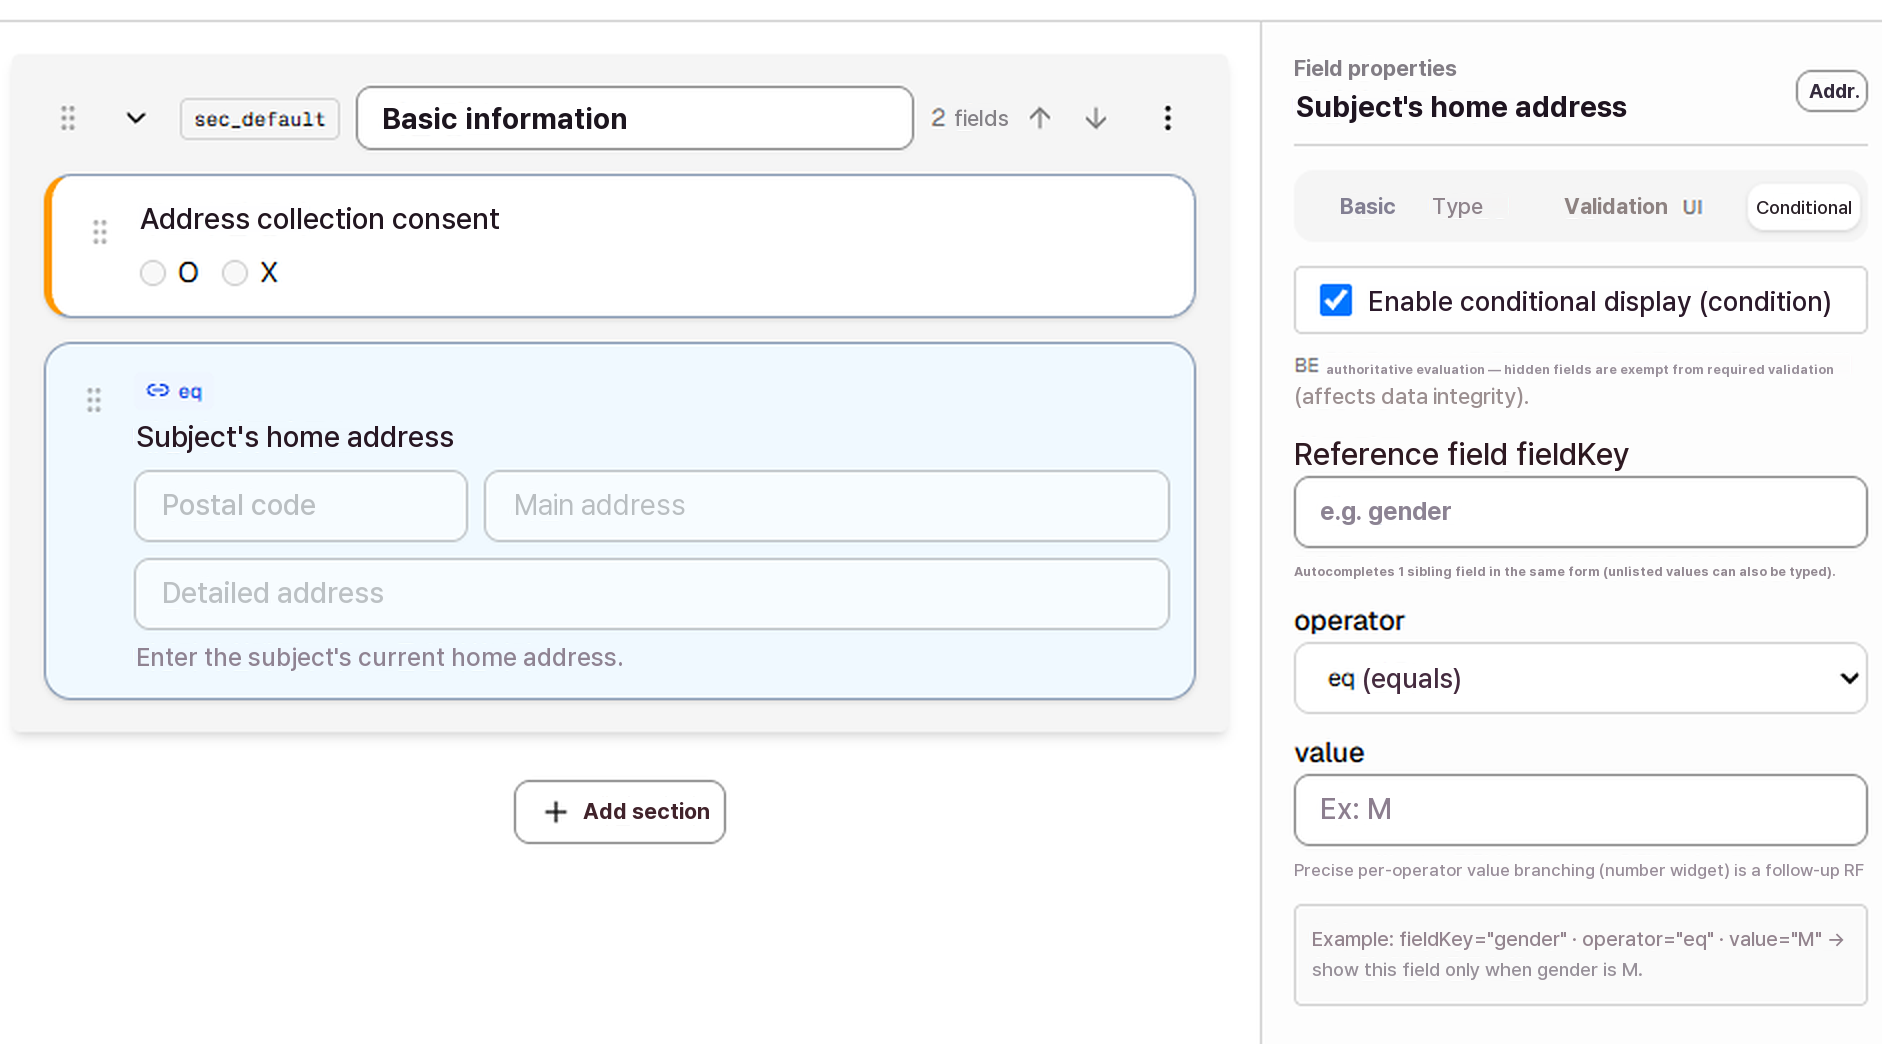 sec_default
Basic information
2 fields
Address collection consent
O X
eq
Subject's home address
Postal code
Main address
Detailed address
Enter the subject's current home address.
Add section
Field properties
Subject's home address
Addr.
Basic Type Validation UI Conditional
Enable conditional display (condition)
BE authoritative evaluation — hidden fields are exempt from required validation
(affects data integrity).
Reference field fieldKey
e.g. gender
Autocompletes 1 sibling field in the same form (unlisted values can also be typed).
operator
eq (equals)
value
Ex: M
Precise per-operator value branching (number widget) is a follow-up RF
Example: fieldKey="gender" · operator="eq" · value="M" →
show this field only when gender is M.